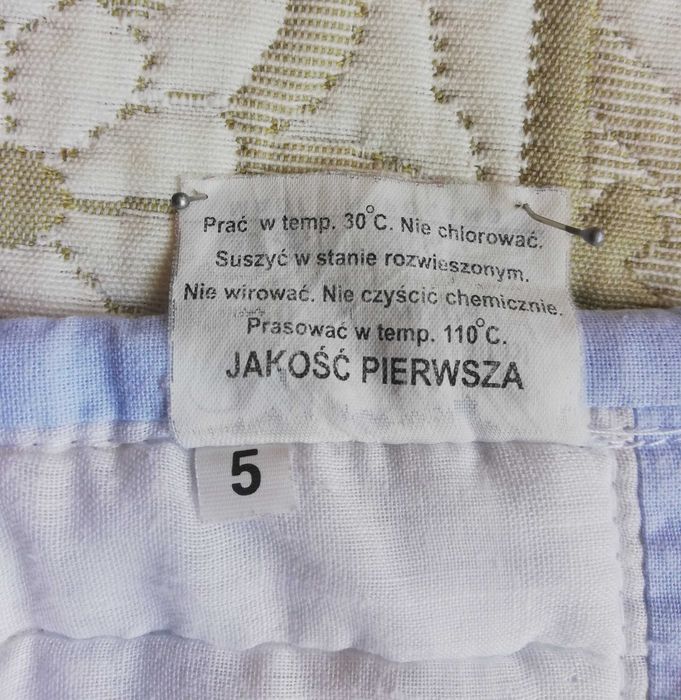 Prać w temp. 30°C. Nie chlorować.
Suszyć w stanie rozwieszonym.
Nie wirować. Nie czyścić chemicznie.
Prasować w temp. 110°C.
JAKOŚĆ PIERWSZA
5